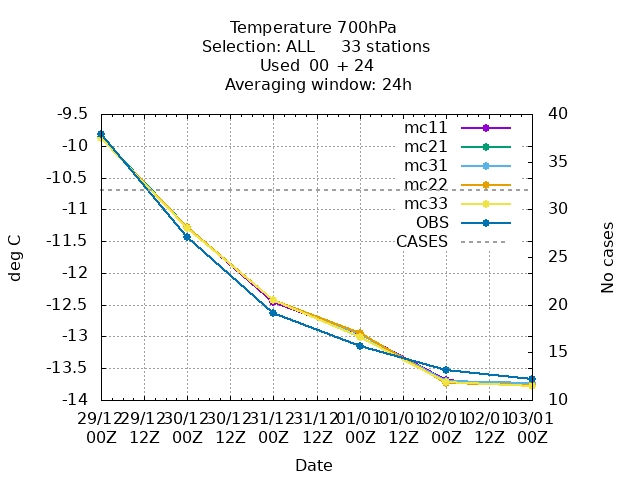 Temperature 700hPa
Selection: ALL 33 stations
Used 00 + 24
Averaging window: 24h
-9.5
-10
-10.5
-11
-11.5
-12
-12.5
-13
-13.5
-14
deg C
40
35
30
25
20
15
10
No cases
mc11
mc21
mc31
mc22
mc33
OBS
CASES
29/12 29/12 30/12 30/12 31/12 31/12 01/01 01/01 02/01 02/01 03/01
00Z 12Z 00Z 12Z 00Z 12Z 00Z 12Z 00Z 12Z 00Z
Date